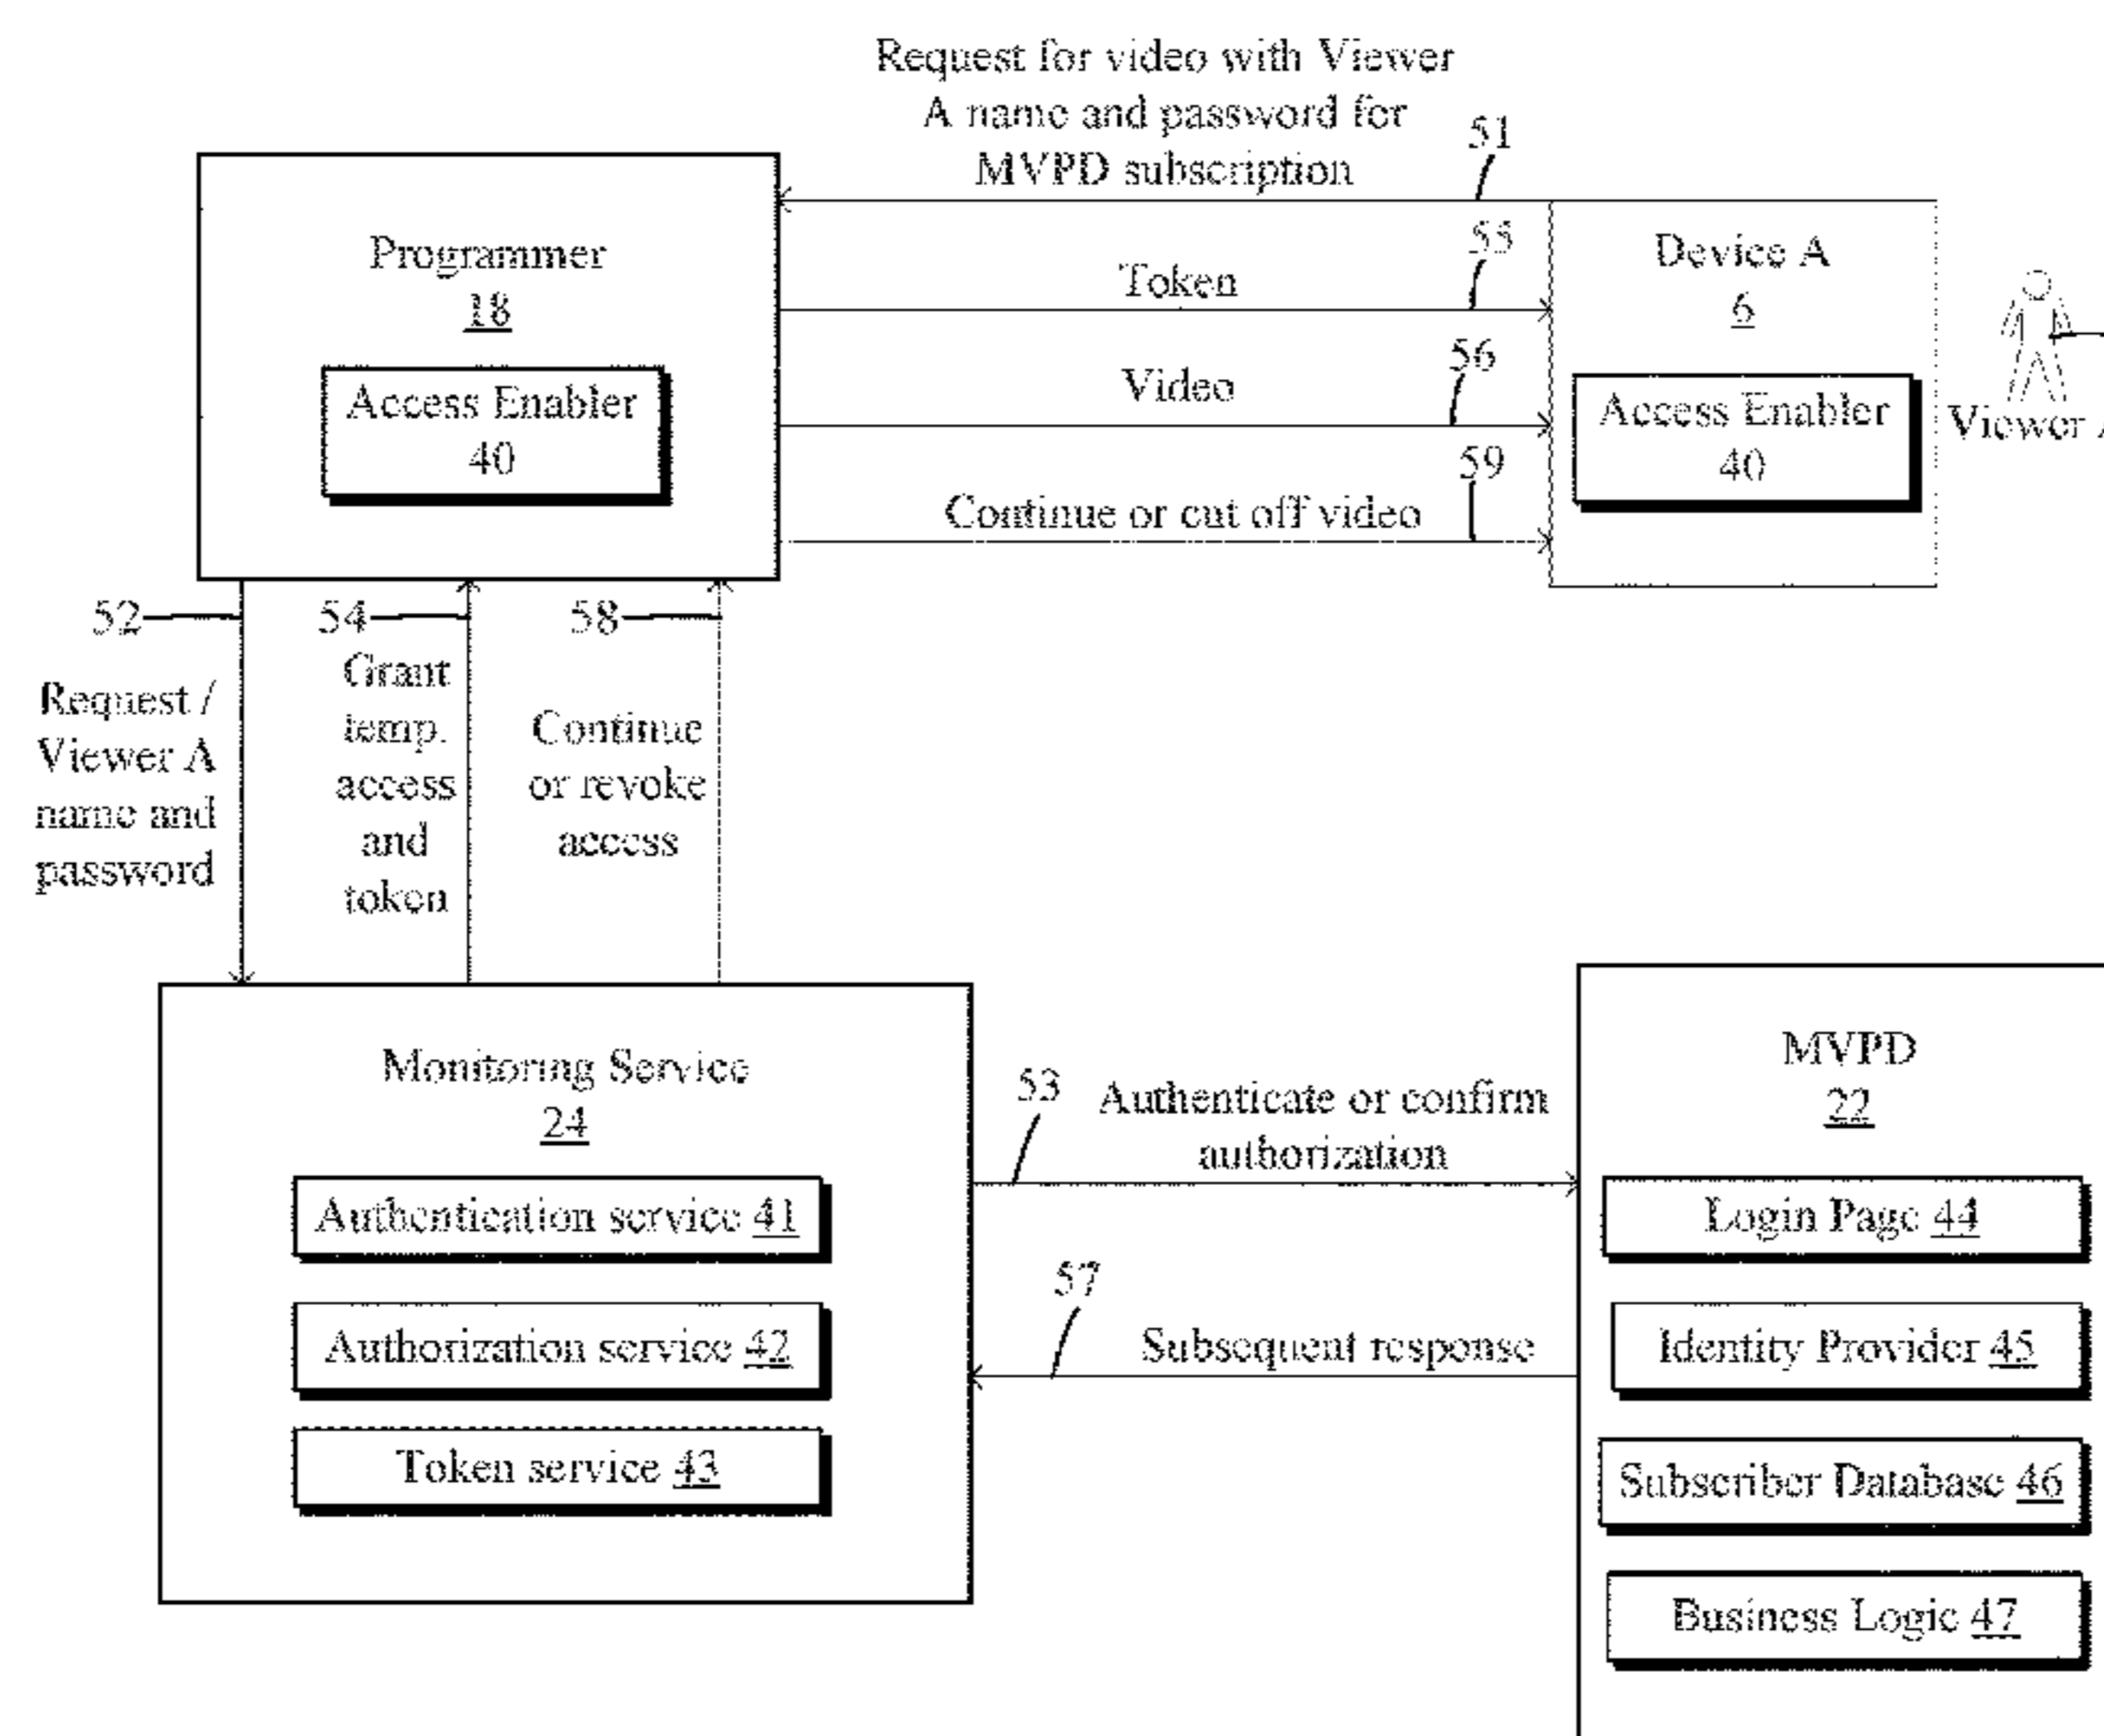 Request for video with Viewer
A name and password for
MVPD subscription
51
Programmer
18
Access Enabler
40
55
Token
56
Video
59
Continue or cut off video
Device A
6
Access Enabler
40
Viewer
52
Request /
Viewer A
name and
password
54
Grant
temp.
access
and
token
58
Continue
or revoke
access
Monitoring Service
24
Authentication service 41
Authorization service 42
Token service 43
53
Authenticate or confirm
authorization
57
Subsequent response
MVPD
22
Login Page 44
Identity Provider 45
Subscriber Database 46
Business Logic 47